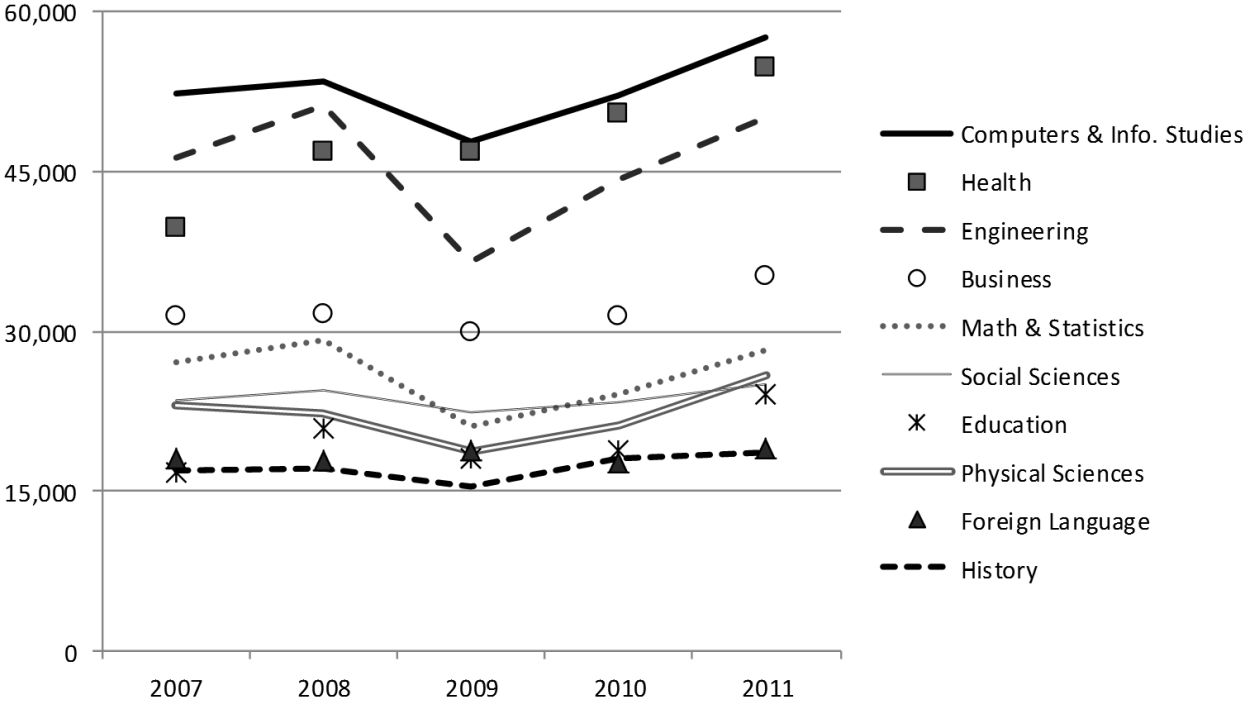 60,000
45,000
30,000
15,000
0
2007 2008 2009 2010 2011
Computers & Info. Studies
Health
Engineering
Business
Math & Statistics
Social Sciences
Education
Physical Sciences
Foreign Language
History